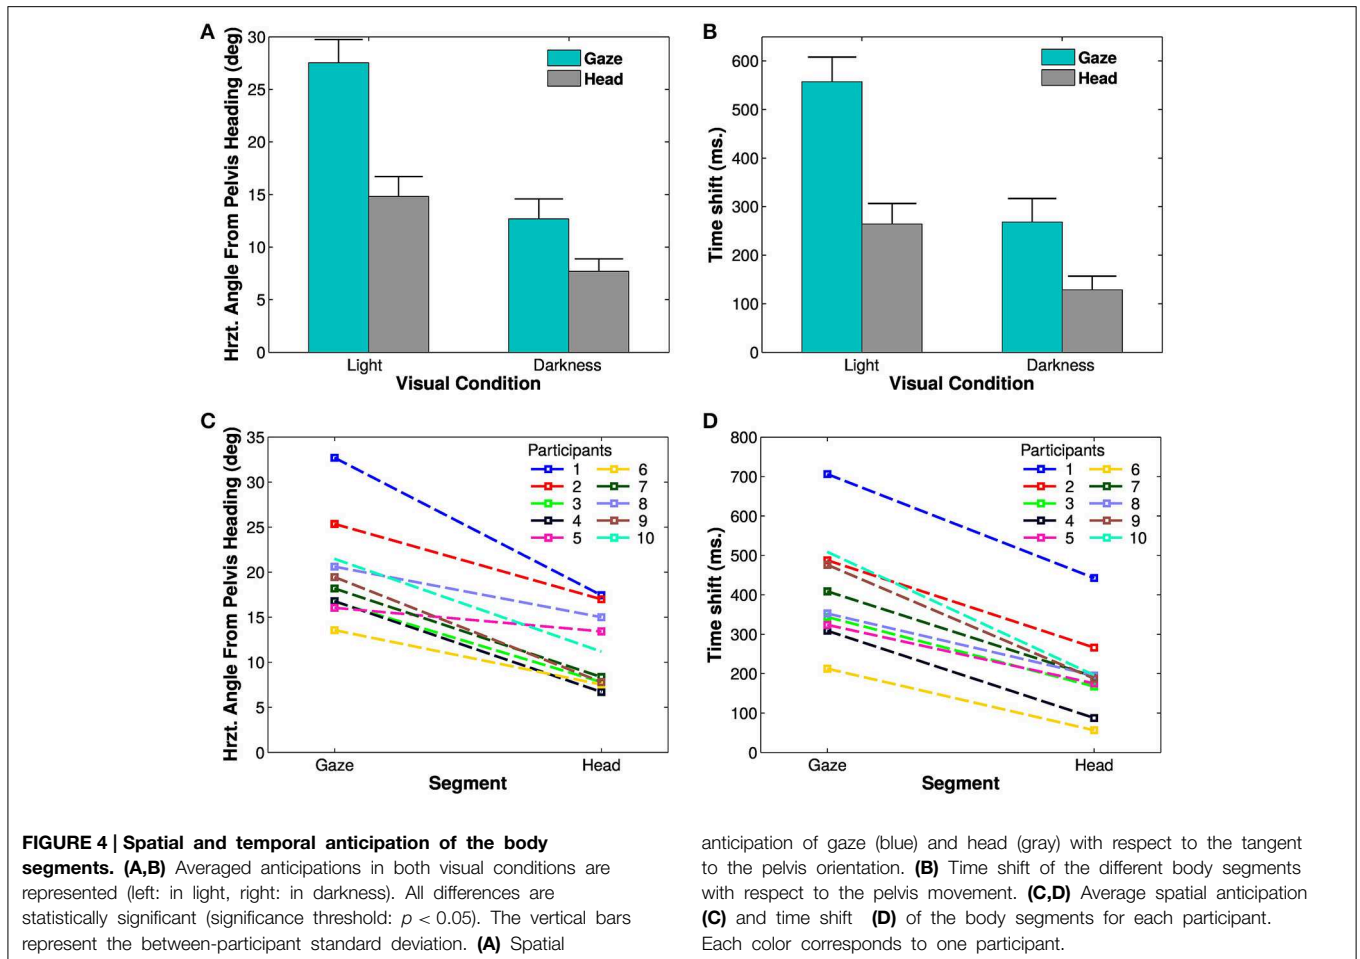 A
30
25
20
15
10
5
0
Hrzt. Angle From Pelvis Heading (deg)
Gaze
Head
Light
Darkness
Visual Condition
B
600
500
400
300
200
100
0
Time shift (ms.)
Gaze
Head
Light
Darkness
Visual Condition
C
35
30
25
20
15
10
5
0
Hrzt. Angle From Pelvis Heading (deg)
Participants
1 6
2 7
3 8
4 9
5 10
Gaze
Head
Segment
D
800
700
600
500
400
300
200
100
0
Time shift (ms.)
Participants
1 6
2 7
3 8
4 9
5 10
Gaze
Head
Segment
FIGURE 4 | Spatial and temporal anticipation of the body
segments. (A,B) Averaged anticipations in both visual conditions are
represented (left: in light, right: in darkness). All differences are
statistically significant (significance threshold: p < 0.05). The vertical bars
represent the between-participant standard deviation. (A) Spatial
anticipation of gaze (blue) and head (gray) with respect to the tangent
to the pelvis orientation. (B) Time shift of the different body segments
with respect to the pelvis movement. (C,D) Average spatial anticipation
(C) and time shift (D) of the body segments for each participant.
Each color corresponds to one participant.